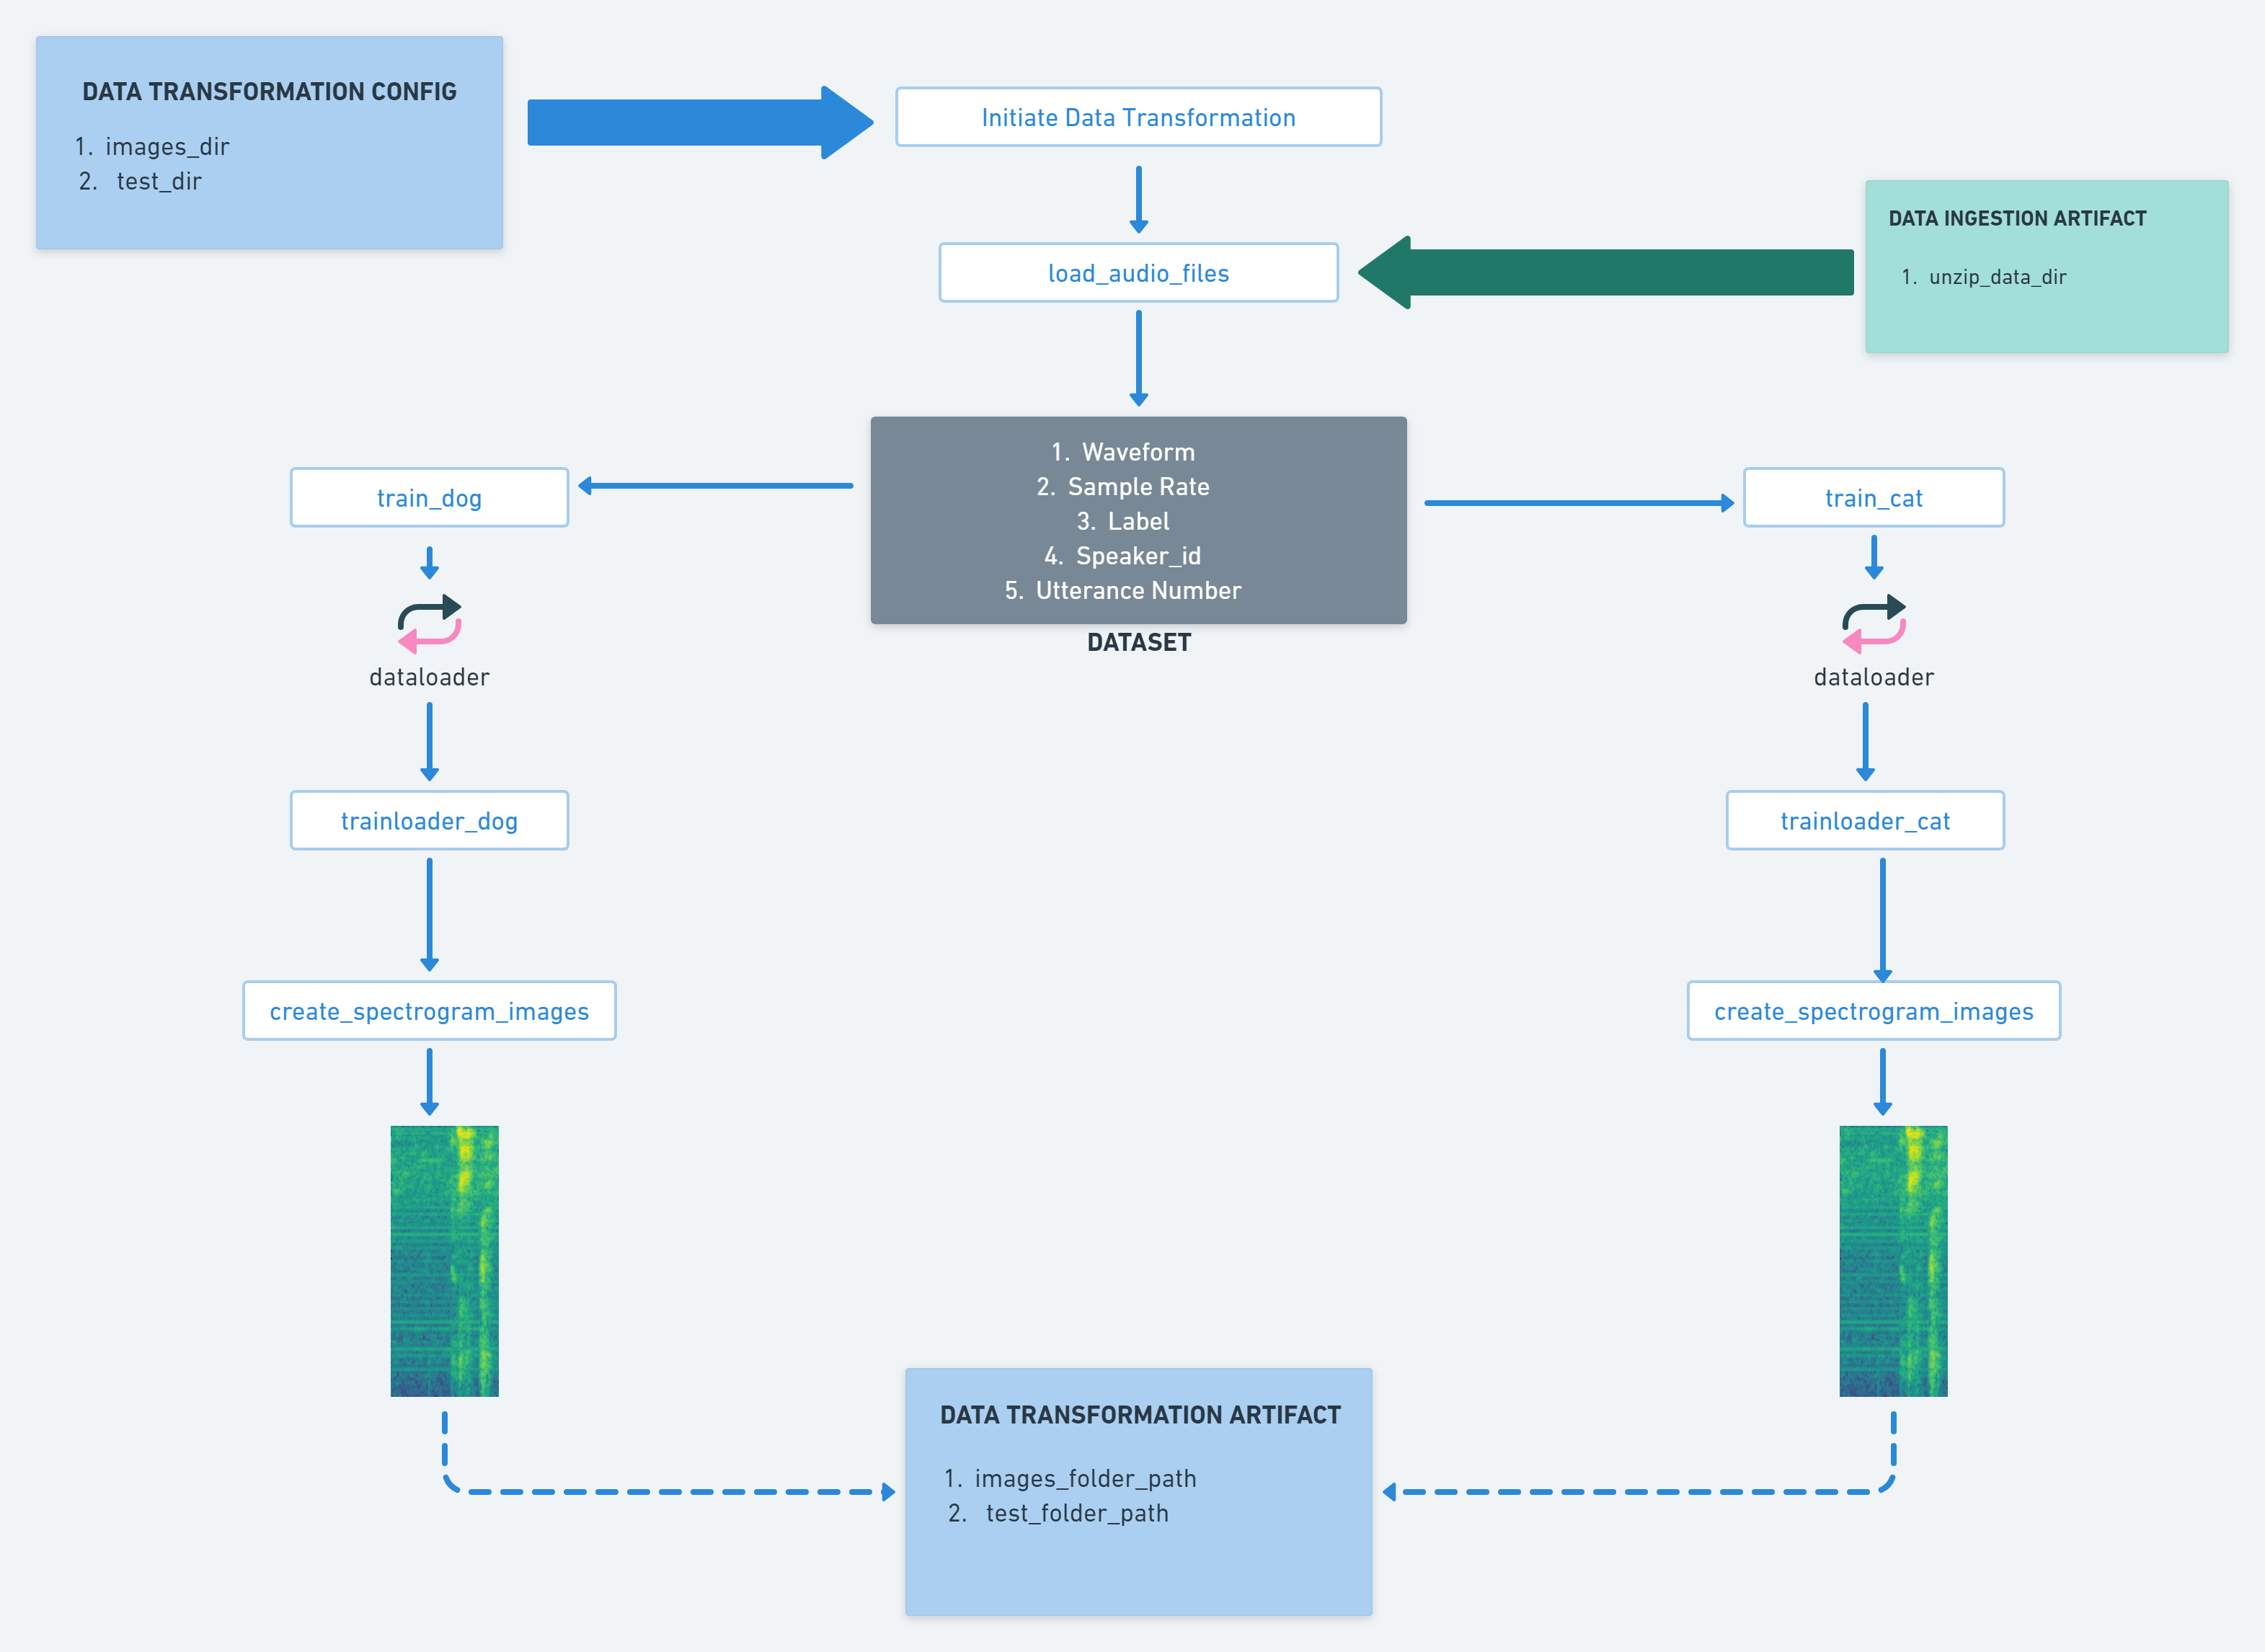 DATA TRANSFORMATION CONFIG
1. images_dir
2. test_dir
Initiate Data Transformation
DATA INGESTION ARTIFACT
1. unzip_data_dir
load_audio_files
1. Waveform
2. Sample Rate
3. Label
4. Speaker_id
5. Utterance Number
DATASET
train_dog
train_cat
dataloader
dataloader
trainloader_dog
trainloader_cat
create_spectrogram_images
create_spectrogram_images
DATA TRANSFORMATION ARTIFACT
1. images_folder_path
2. test_folder_path